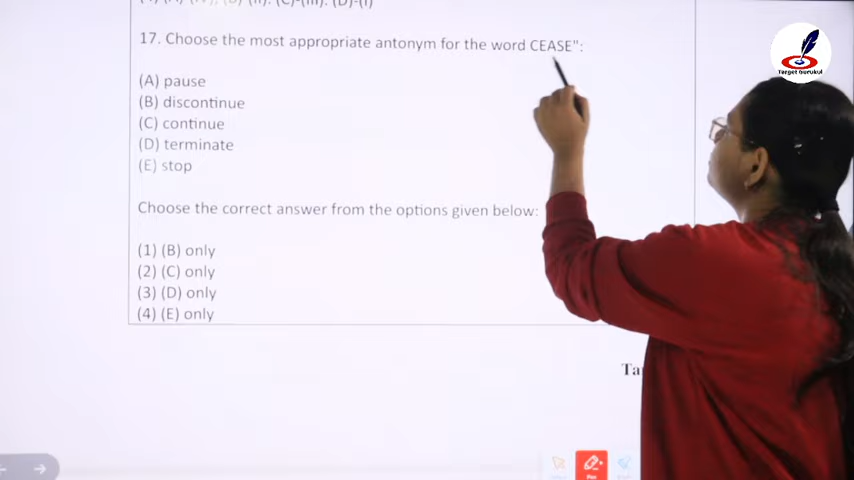 17. Choose the most appropriate antonym for the word CEASE":
(A) pause
(B) discontinue
(C) continue
(D) terminate
(E) stop
Choose the correct answer from the options given below:
(1) (B) only
(2) (C) only
(3) (D) only
(4) (E) only
Target Gurukul